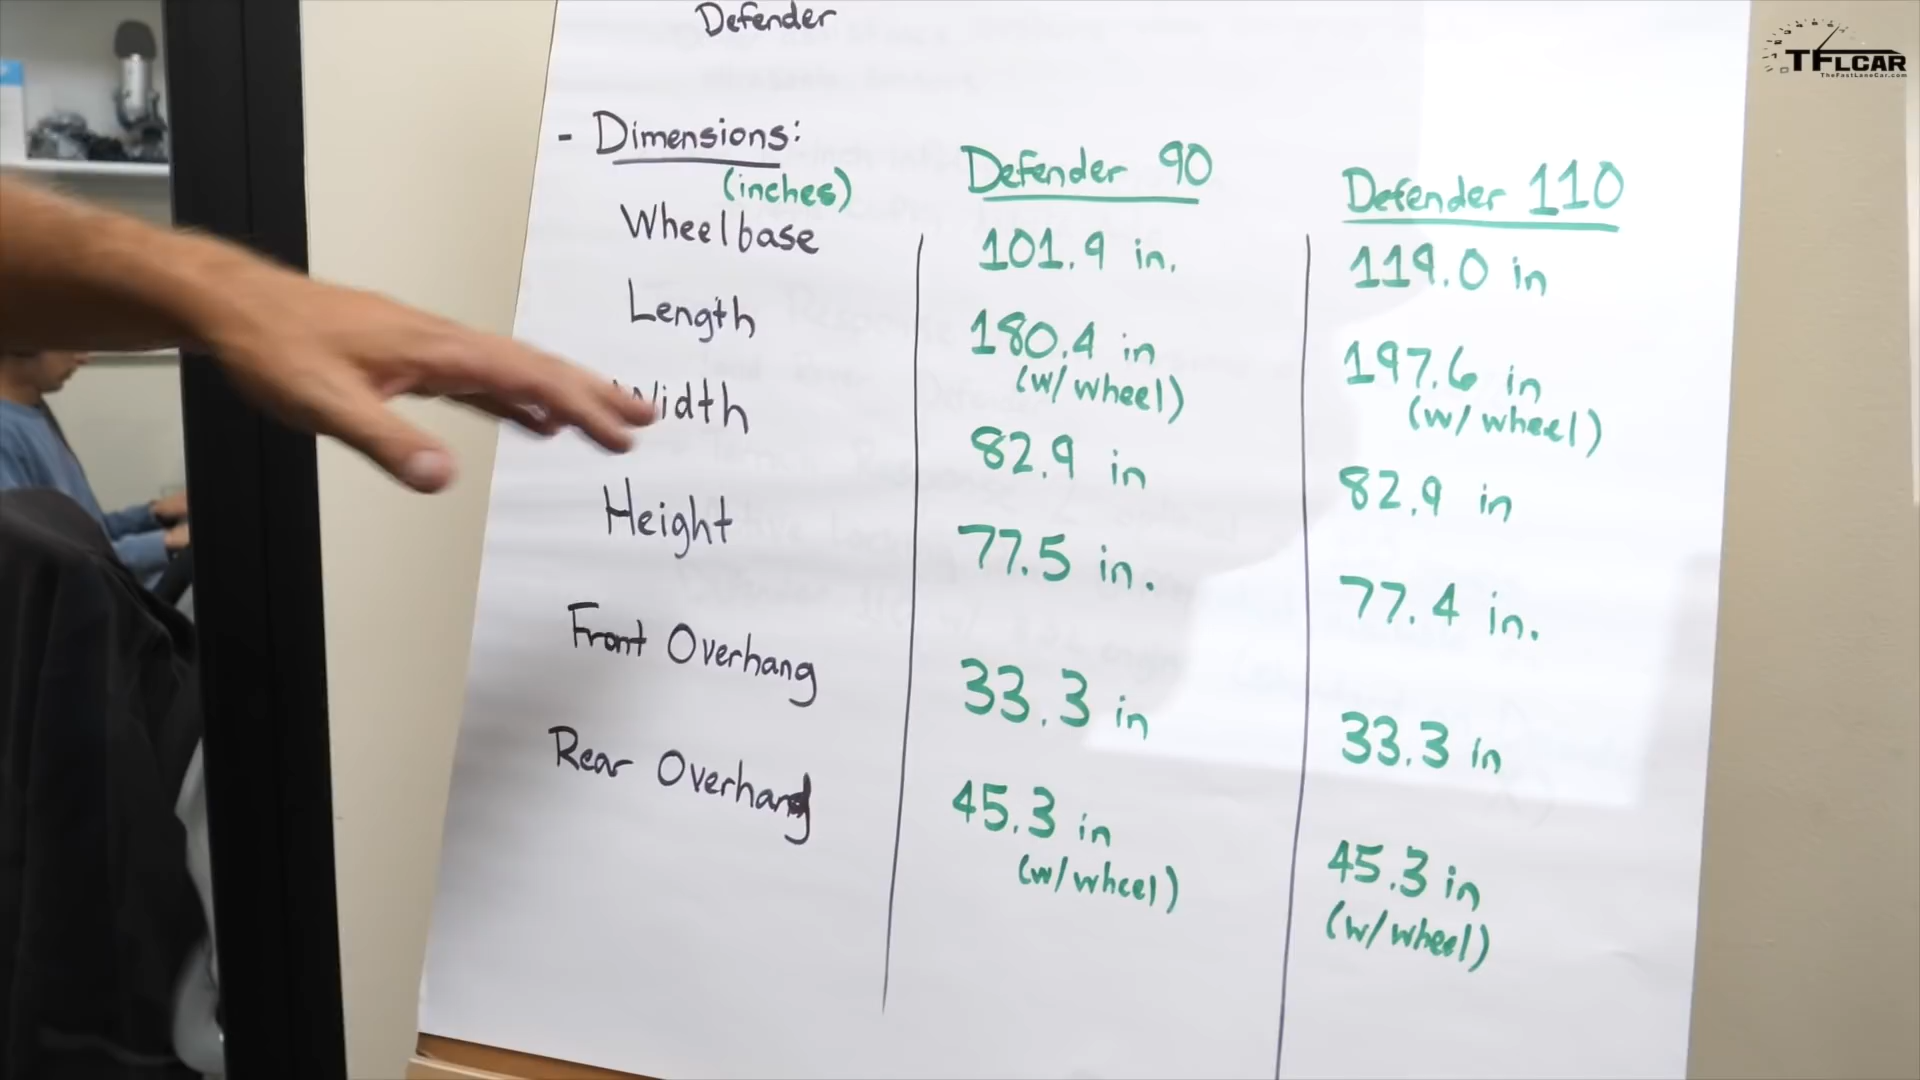 Defender
TFLCAR
TheFastLaneCar.com
- Dimensions:
(inches)
Defender 90
Defender 110
Wheelbase
101.9 in.
119.0 in
Length
180.4 in
(w/ wheel)
197.6 in
(w/ wheel)
Width
82.9 in
82.9 in
Height
77.5 in.
77.4 in.
Front Overhang
33.3 in
33.3 in
Rear Overhang
45.3 in
(w/ wheel)
45.3 in
(w/ wheel)